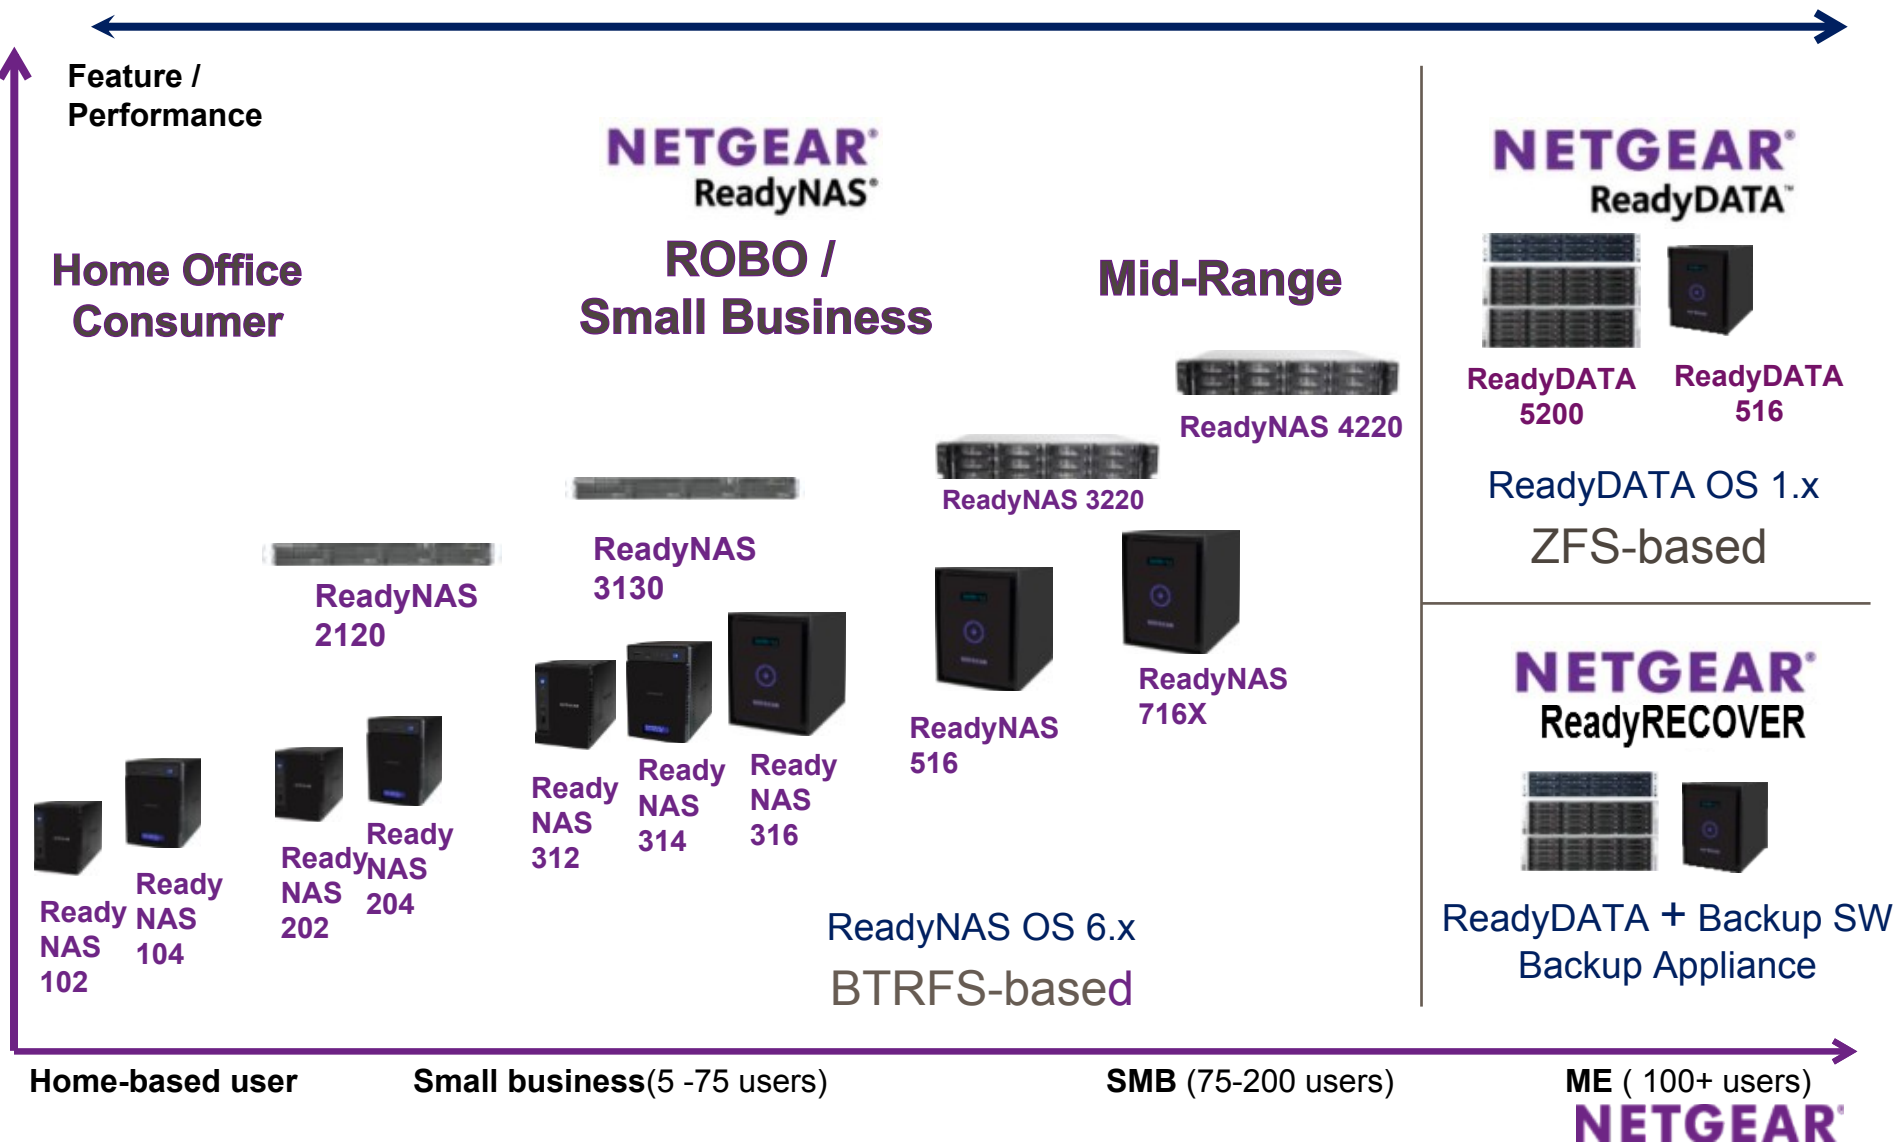 Feature /
Performance
NETGEAR®
ReadyNAS®
NETGEAR®
ReadyDATA™
Home Office
Consumer
ROBO /
Small Business
Mid-Range
ReadyNAS 4220
ReadyDATA
5200
ReadyDATA
516
ReadyNAS 3220
ReadyDATA OS 1.x
ZFS-based
ReadyNAS
3130
ReadyNAS
2120
ReadyNAS
716X
ReadyNAS
516
NETGEAR®
ReadyRECOVER
Ready
NAS
312
Ready
NAS
314
Ready
NAS
316
Ready
NAS
204
Ready
NAS
202
Ready
NAS
104
Ready
NAS
102
ReadyNAS OS 6.x
BTRFS-based
ReadyDATA + Backup SW
Backup Appliance
Home-based user
Small business(5 -75 users)
SMB (75-200 users)
ME ( 100+ users)
NETGEAR®